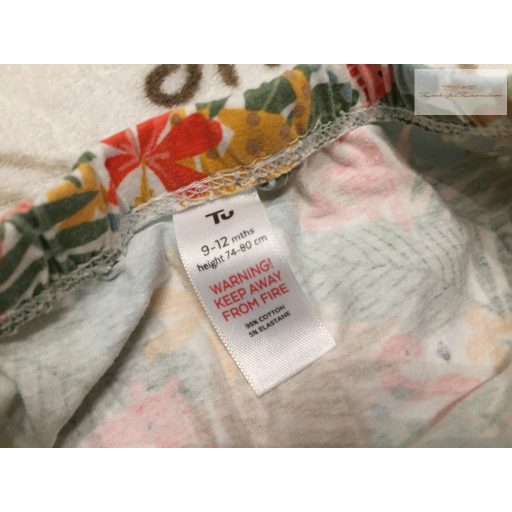 TU
9-12 mths
height 74-80 cm
WARNING!
KEEP AWAY
FROM FIRE
95% COTTON
5% ELASTANE